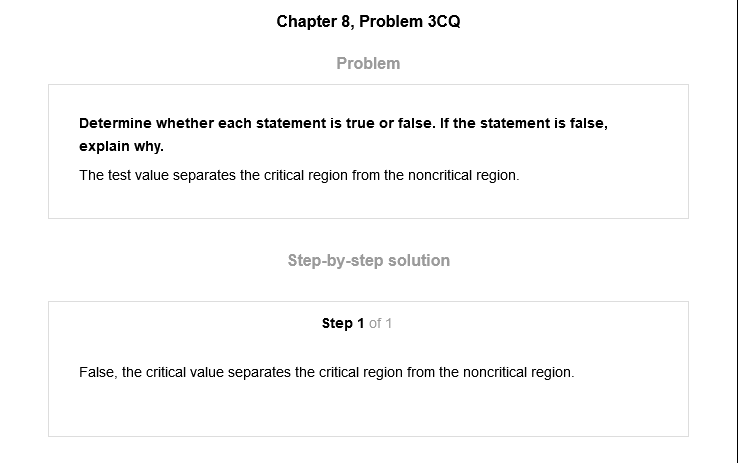 Chapter 8, Problem 3CQ
Problem
Determine whether each statement is true or false. If the statement is false,
explain why.
The test value separates the critical region from the noncritical region.
Step-by-step solution
Step 1 of 1
False, the critical value separates the critical region from the noncritical region.